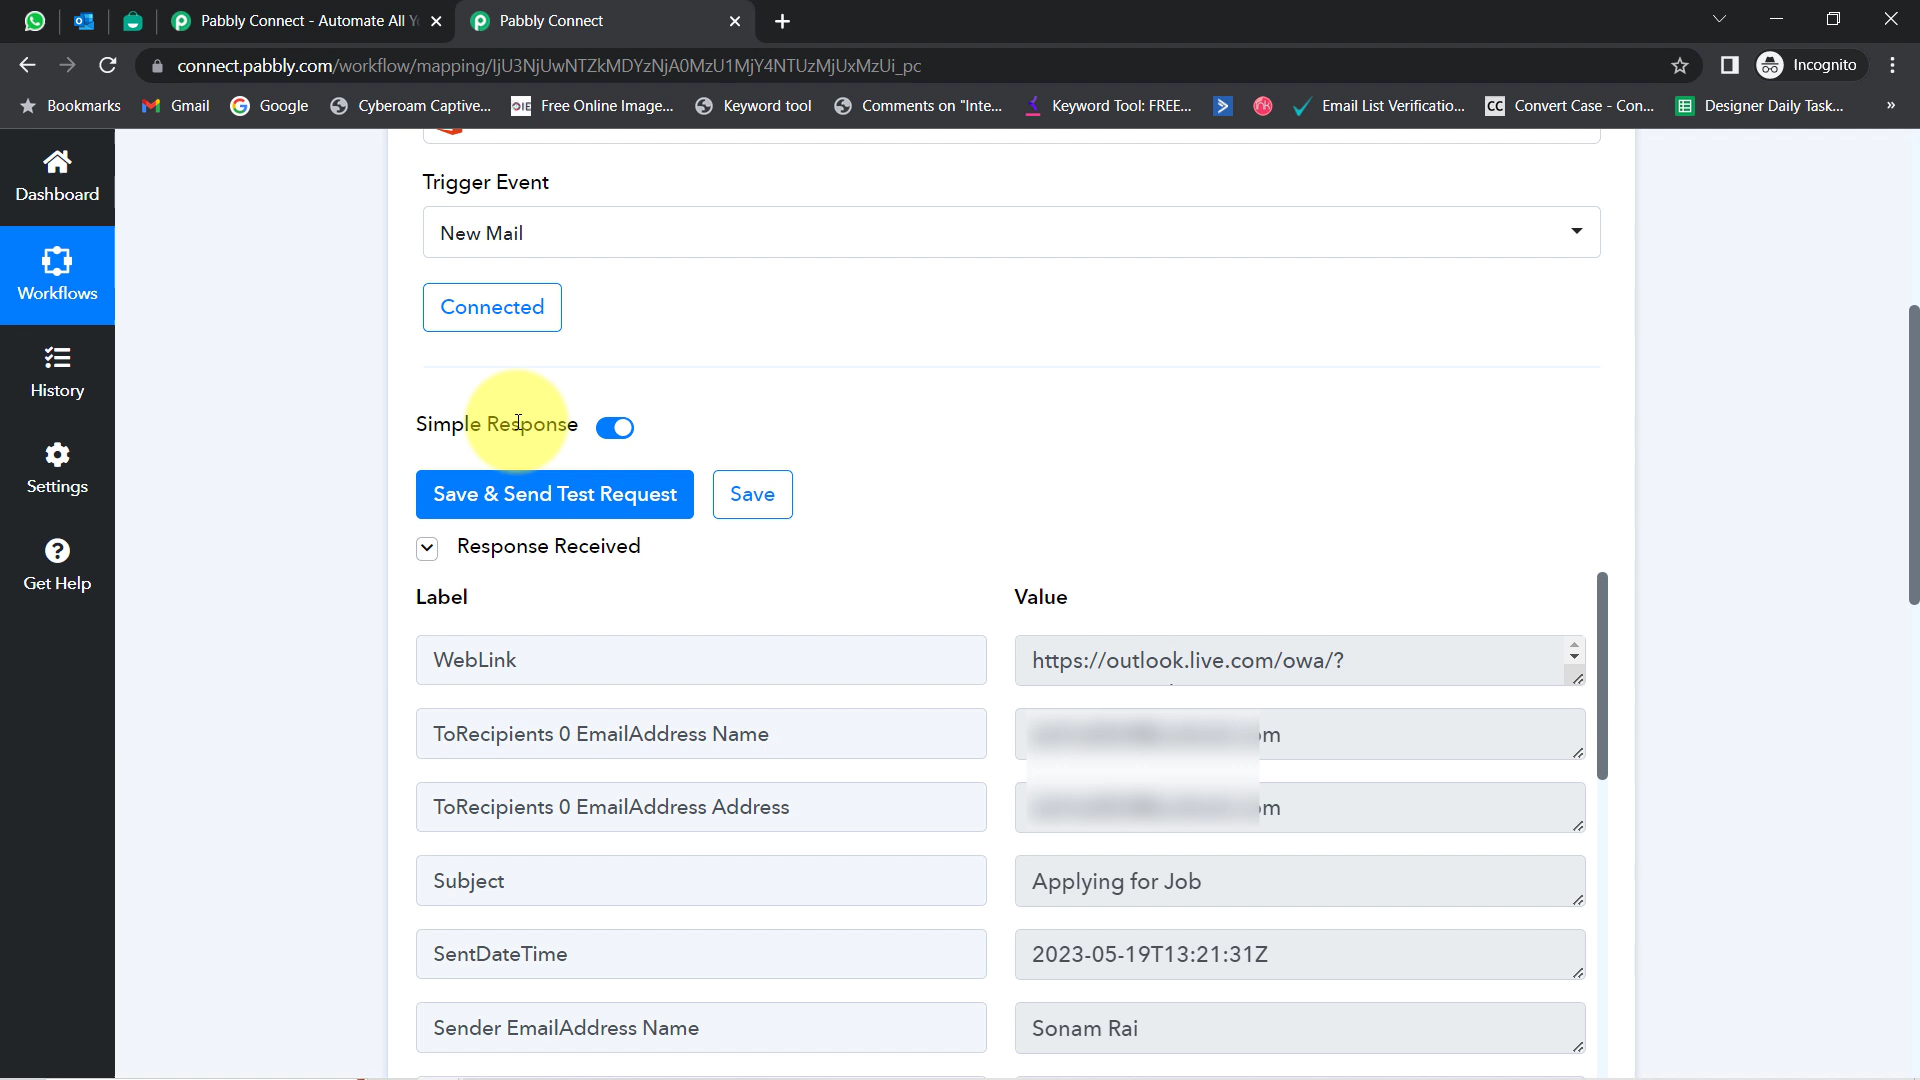 Pabbly Connect - Automate All Y
Pabbly Connect
connect.pabbly.com/workflow/mapping/IjU3NjUwNTZkMDYzNjA0MzU1MjY4NTUzMjUxMzUi_pc
Incognito
Bookmarks
Gmail
Google
Cyberoam Captive...
OIE
Free Online Image...
Keyword tool
Comments on "Inte...
Keyword Tool: FREE...
Email List Verificatio...
CC
Convert Case - Con...
Designer Daily Task...
»
Dashboard
Workflows
History
Settings
Get Help
Trigger Event
New Mail
Connected
Simple Response
Save & Send Test Request
Save
Response Received
Label
Value
WebLink
https://outlook.live.com/owa/?
ToRecipients 0 EmailAddress Name
ToRecipients 0 EmailAddress Address
Subject
Applying for Job
SentDateTime
2023-05-19T13:21:31Z
Sender EmailAddress Name
Sonam Rai